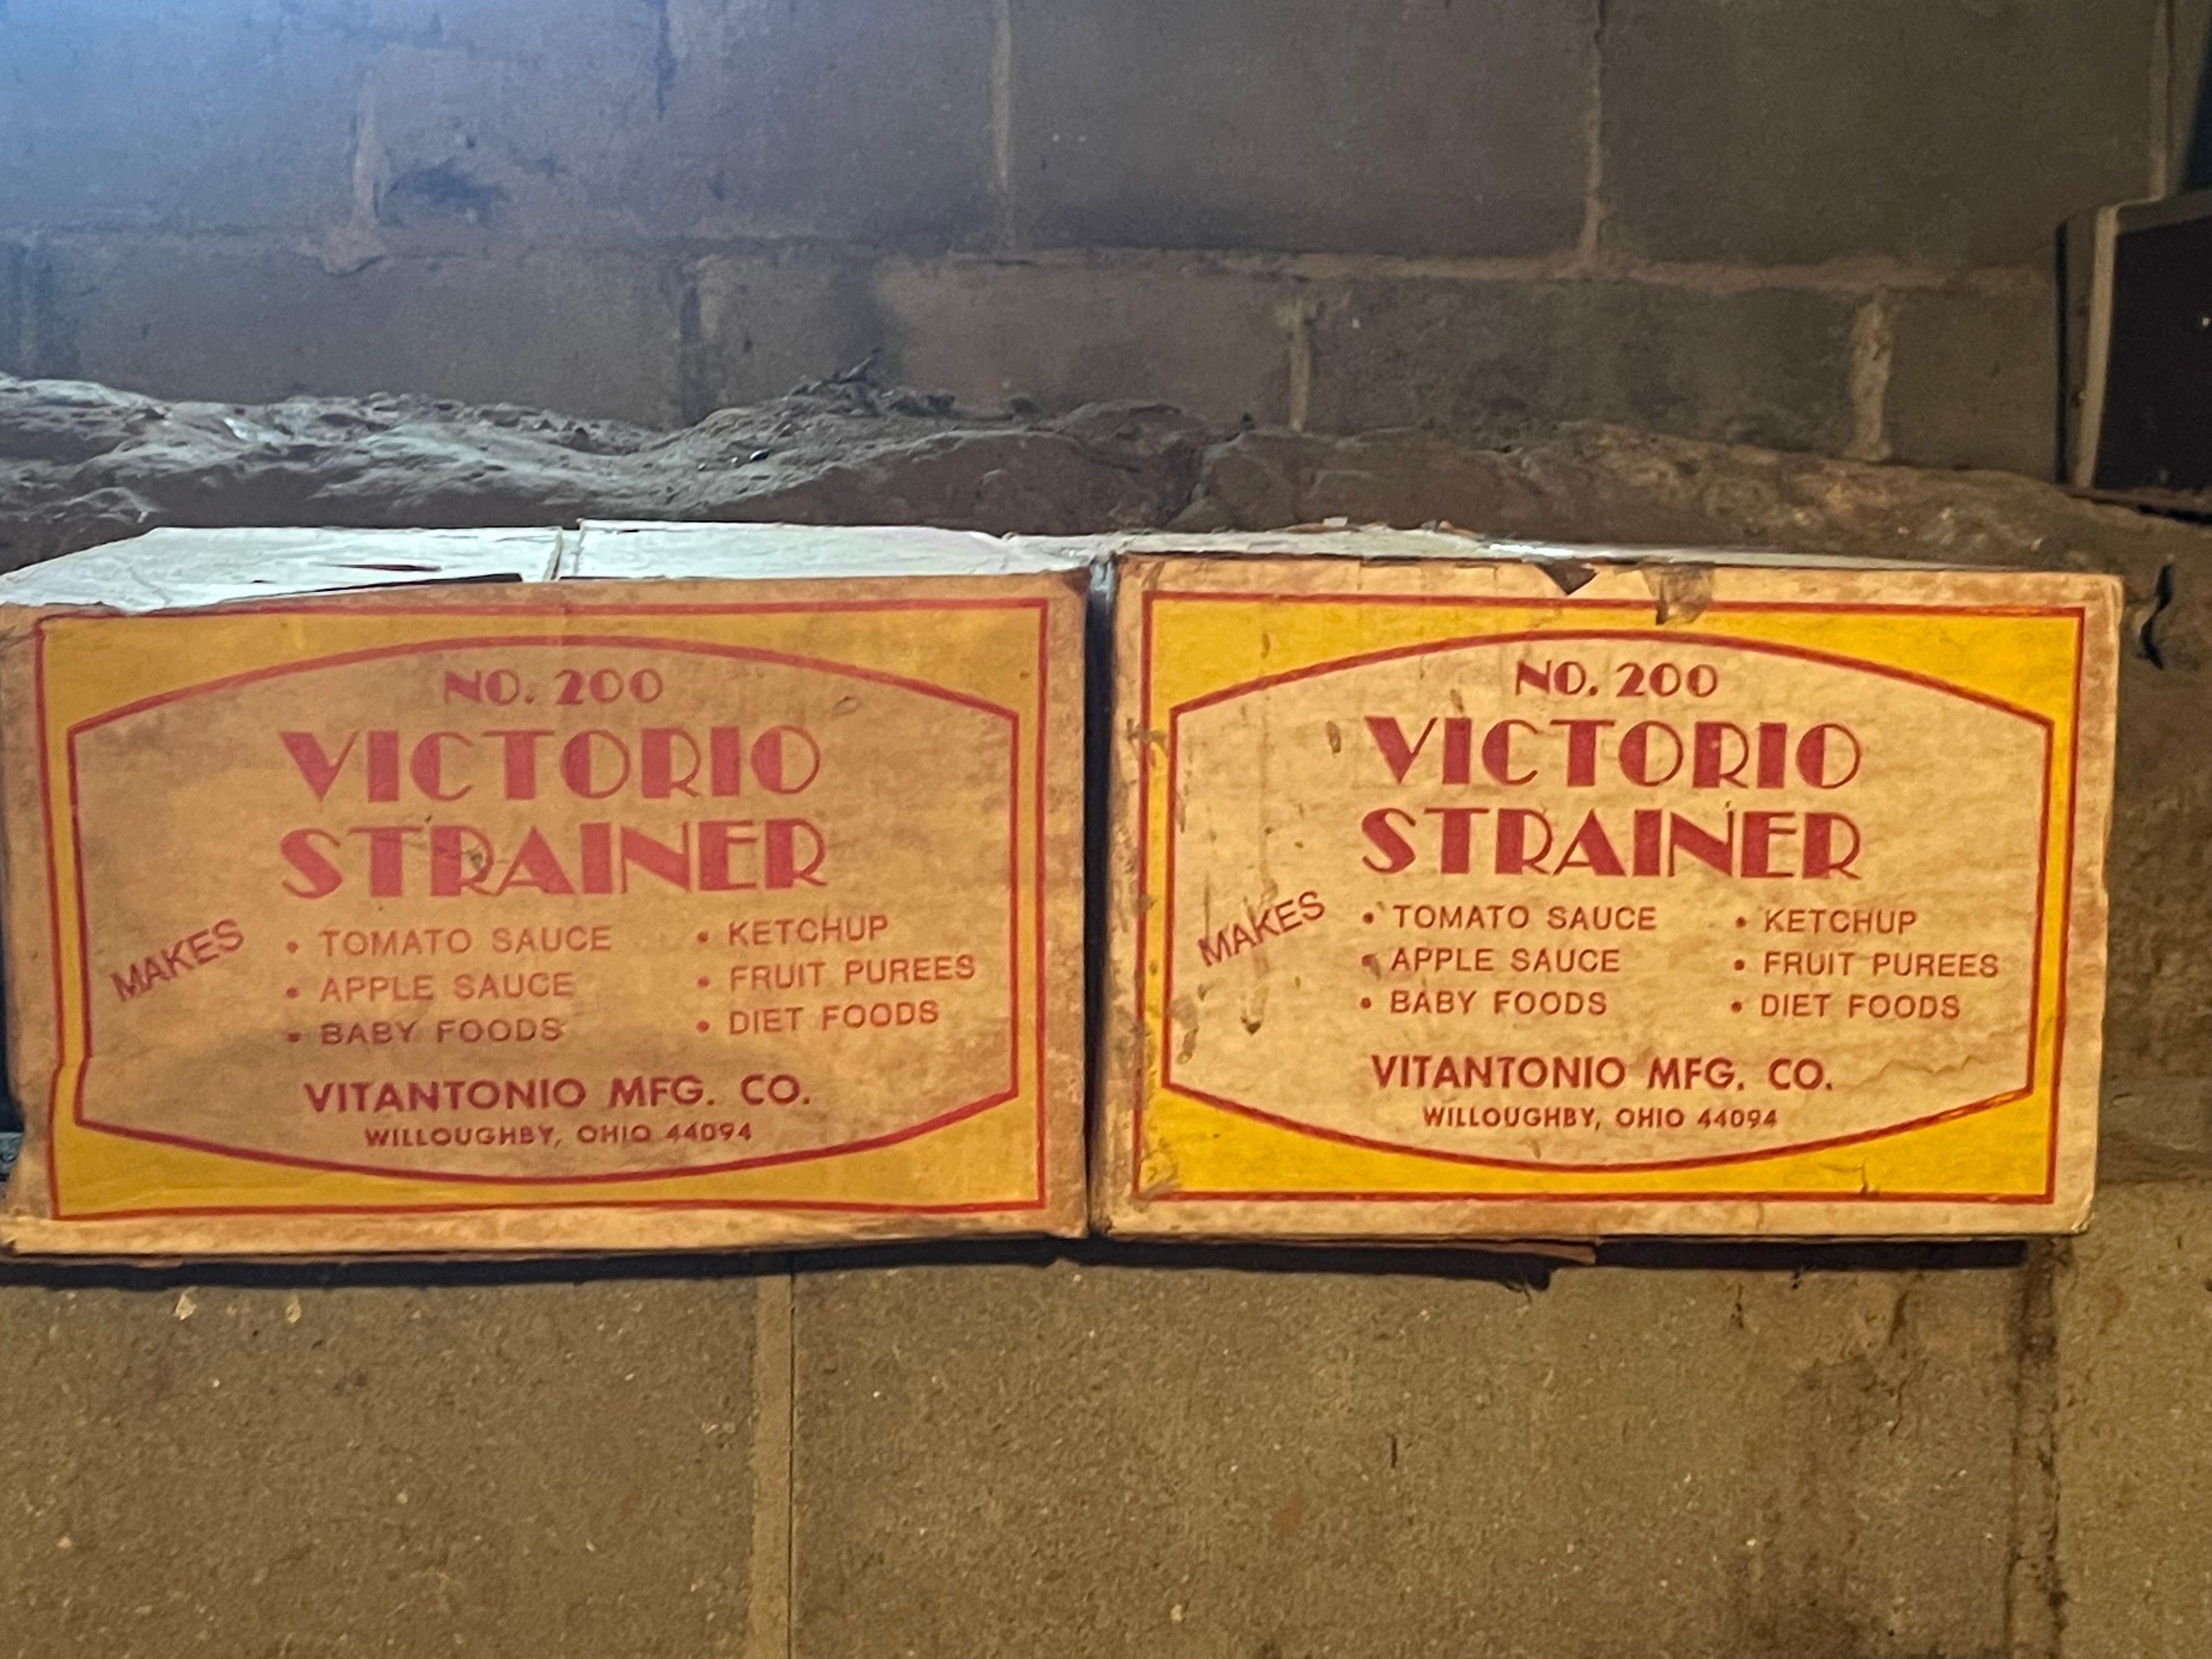 NO. 200
VICTORIO
STRAINER
MAKES
• TOMATO SAUCE
• APPLE SAUCE
• BABY FOODS
• KETCHUP
• FRUIT PUREES
• DIET FOODS
VITANTONIO MFG. CO.
WILLOUGHBY, OHIO 44094
NO. 200
VICTORIO
STRAINER
MAKES
• TOMATO SAUCE
• APPLE SAUCE
• BABY FOODS
• KETCHUP
• FRUIT PUREES
• DIET FOODS
VITANTONIO MFG. CO.
WILLOUGHBY, OHIO 44094